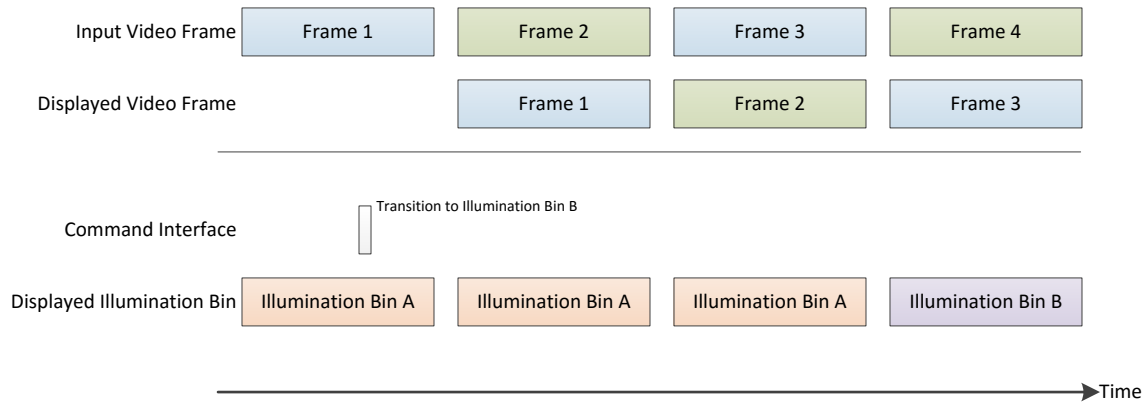 Input Video Frame Frame 1 Frame 2 Frame 3 Frame 4
Displayed Video Frame Frame 1 Frame 2 Frame 3
Transition to Illumination Bin B
Command Interface
Displayed Illumination Bin Illumination Bin A Illumination Bin A Illumination Bin A Illumination Bin B
Time